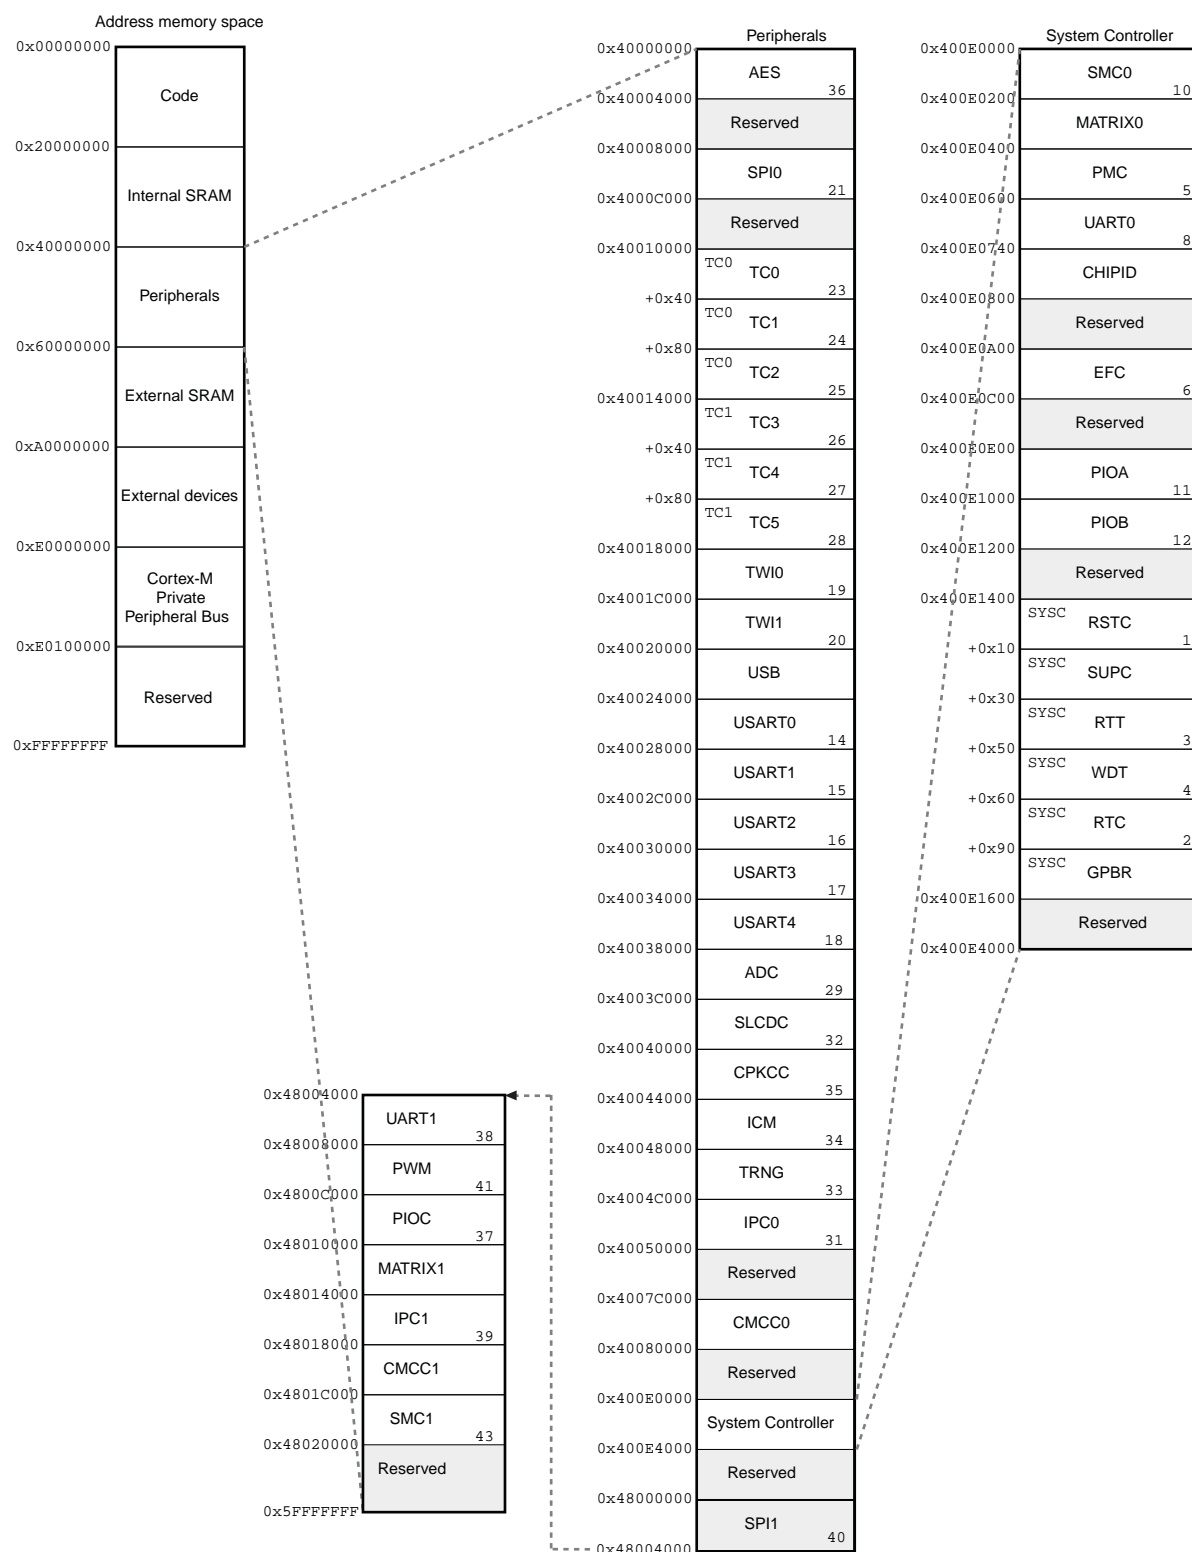 Address memory space
0x00000000
Code
0x20000000
Internal SRAM
0x40000000
Peripherals
0x60000000
External SRAM
0xA0000000
External devices
0xE0000000
Cortex-M
Private
Peripheral Bus
0xE0100000
Reserved
0xFFFFFFFF
0x48004000
UART1
38
0x48008000
PWM
41
0x4800C000
PIOC
37
0x48010000
MATRIX1
0x48014000
IPC1
39
0x48018000
CMCC1
0x4801C000
SMC1
43
0x48020000
Reserved
0x5FFFFFFF
Peripherals
0x40000000
AES
36
0x40004000
Reserved
0x40008000
SPI0
21
0x4000C000
Reserved
0x40010000
TC0
TC0
23
+0x40
TC0
TC1
24
+0x80
TC0
TC2
25
0x40014000
TC1
TC3
26
+0x40
TC1
TC4
27
+0x80
TC1
TC5
28
0x40018000
TWI0
19
0x4001C000
TWI1
20
0x40020000
USB
0x40024000
USART0
14
0x40028000
USART1
15
0x4002C000
USART2
16
0x40030000
USART3
17
0x40034000
USART4
18
0x40038000
ADC
29
0x4003C000
SLCDC
32
0x40040000
CPKCC
35
0x40044000
ICM
34
0x40048000
TRNG
33
0x4004C000
IPC0
31
0x40050000
Reserved
0x4007C000
CMCC0
0x40080000
Reserved
0x400E0000
System Controller
0x400E4000
Reserved
0x48000000
SPI1
40
0x48004000
System Controller
0x400E0000
SMC0
10
0x400E0200
MATRIX0
0x400E0400
PMC
5
0x400E0600
UART0
8
0x400E0740
CHIPID
0x400E0800
Reserved
0x400E0A00
EFC
6
0x400E0C00
Reserved
0x400E0E00
PIOA
11
0x400E1000
PIOB
12
0x400E1200
Reserved
0x400E1400
SYSC
RSTC
1
+0x10
SYSC
SUPC
+0x30
SYSC
RTT
3
+0x50
SYSC
WDT
4
+0x60
SYSC
RTC
2
+0x90
SYSC
GPBR
0x400E1600
Reserved
0x400E4000